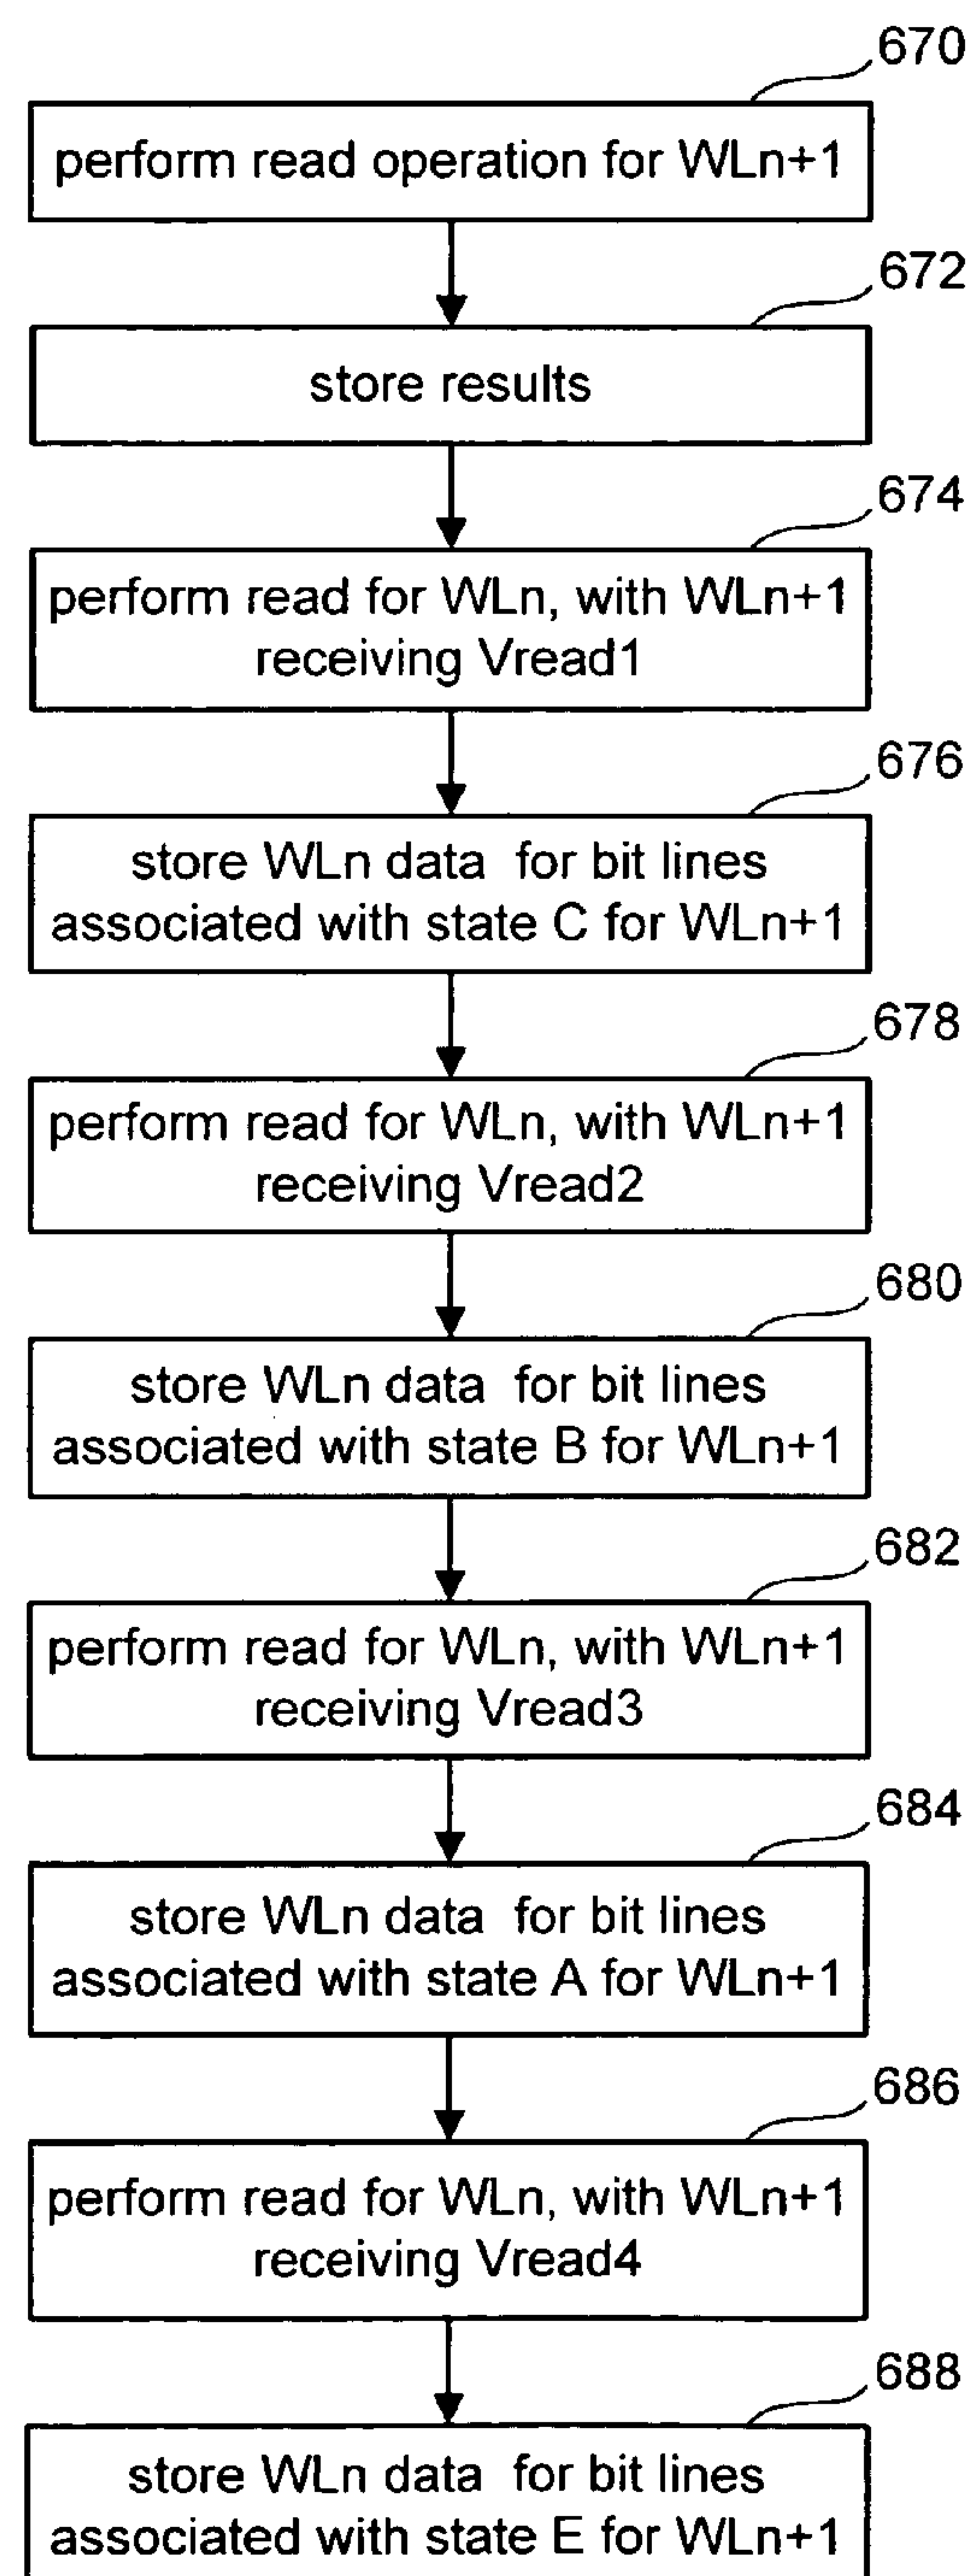 670
perform read operation for WLn+1
672
store results
674
perform read for WLn, with WLn+1
receiving Vread1
676
store WLn data for bit lines
associated with state C for WLn+1
678
perform read for WLn, with WLn+1
receiving Vread2
680
store WLn data for bit lines
associated with state B for WLn+1
682
perform read for WLn, with WLn+1
receiving Vread3
684
store WLn data for bit lines
associated with state A for WLn+1
686
perform read for WLn, with WLn+1
receiving Vread4
688
store WLn data for bit lines
associated with state E for WLn+1